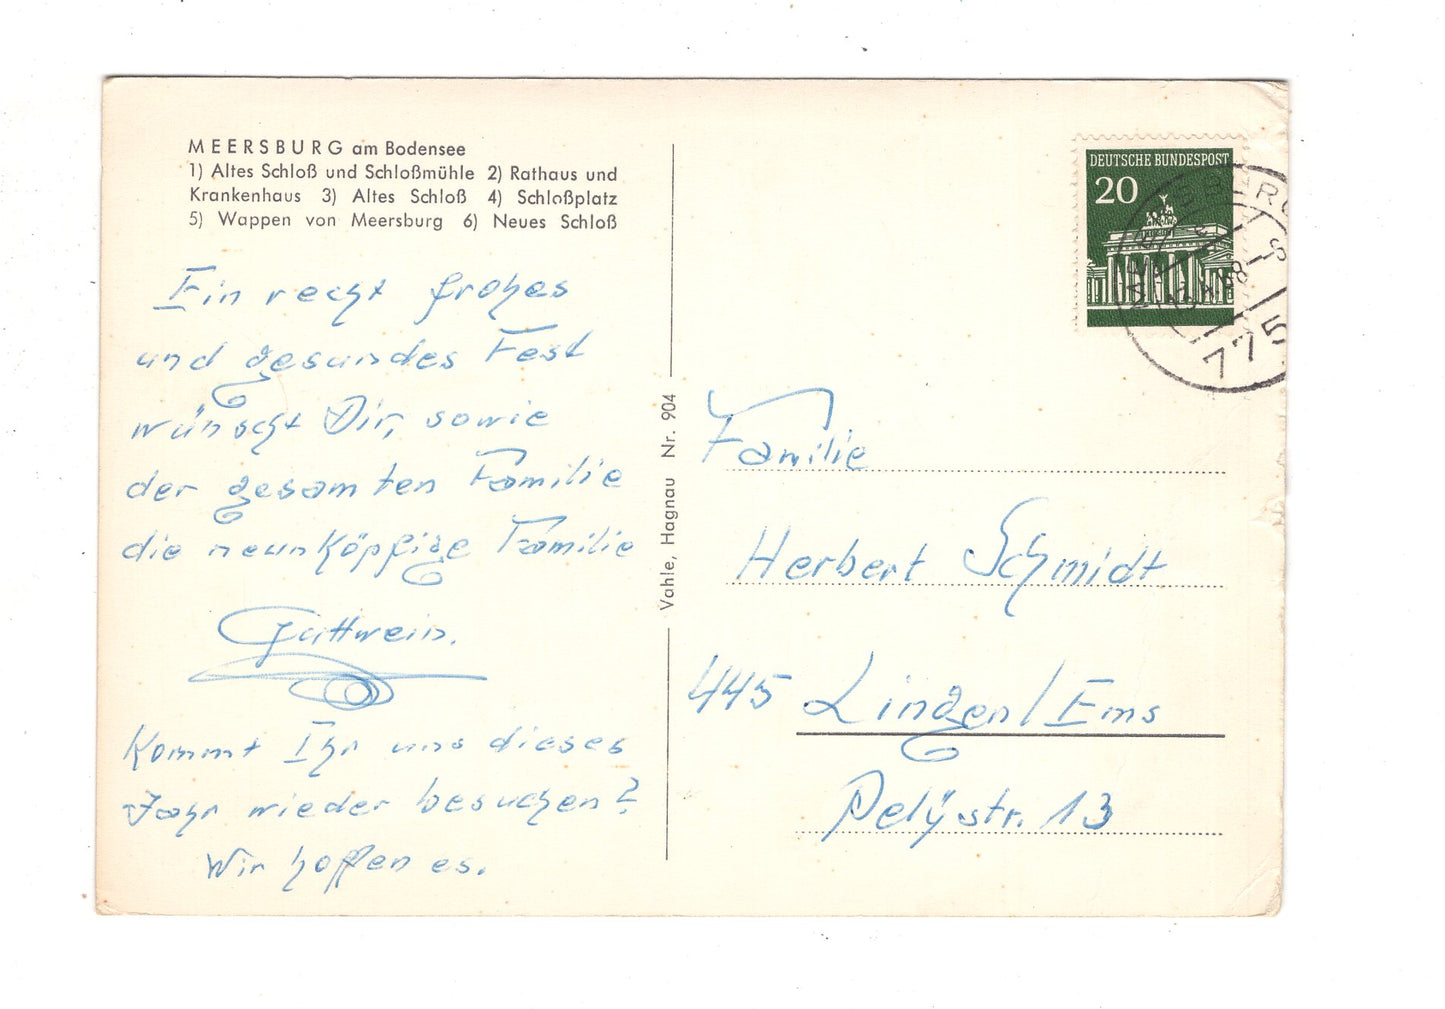 MEERSBURG am Bodensee
1) Altes Schloß und Schloßmühle 2) Rathaus und
Krankenhaus 3) Altes Schloß 4) Schloßplatz
5) Wappen von Meersburg 6) Neues Schloß
Ein recht frohes
und gesundes Fest
wünscht Dir, sowie
der gesamten Familie
die neunköpfige Familie
Guttwein.
Kommt Ihr uns dieses
Jahr wieder besuchen?
Wir hoffen es.
Vahle, Hagnau Nr. 904
DEUTSCHE BUNDESPOST
20
775
Familie
Herbert Schmidt
445 Lingen/Ems
str. 13